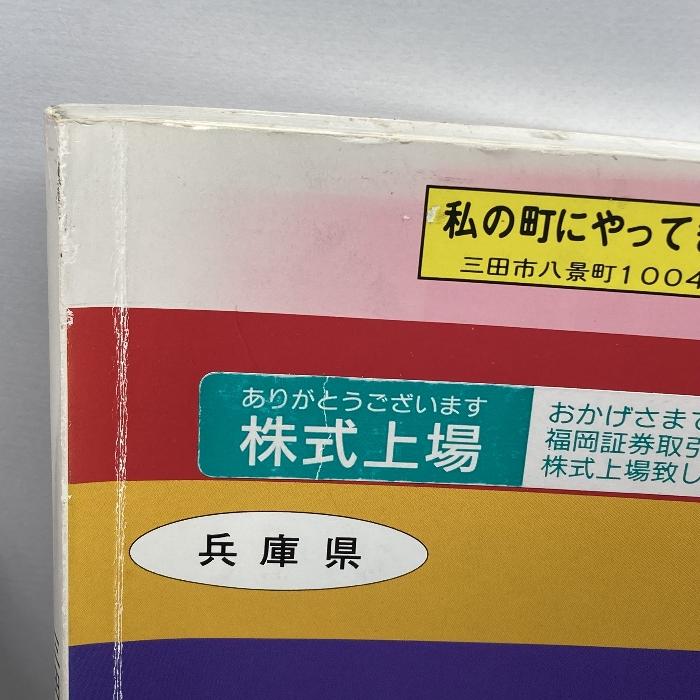 私の町にやって
三田市八景町1004
ありがとうございます
株式上場
おかげさまで
福岡証券取引
株式上場致し
兵庫県